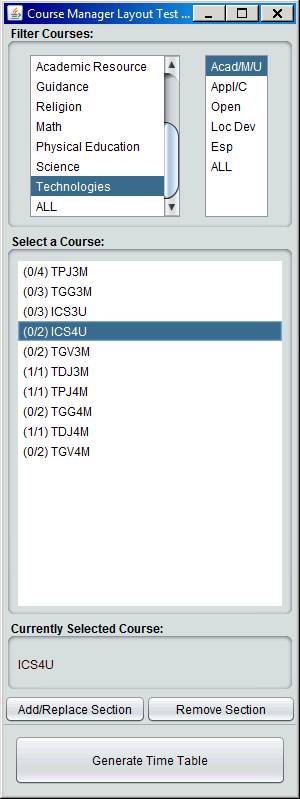 Course Manager Layout Test ...
Filter Courses:
Academic Resource
Guidance
Religion
Math
Physical Education
Science
Technologies
ALL
Acad/M/U
Appl/C
Open
Loc Dev
Esp
ALL
Select a Course:
(0/4) TPJ3M
(0/3) TGG3M
(0/3) ICS3U
(0/2) ICS4U
(0/2) TGV3M
(1/1) TDJ3M
(1/1) TPJ4M
(0/2) TGG4M
(1/1) TDJ4M
(0/2) TGV4M
Currently Selected Course:
ICS4U
Add/Replace Section
Remove Section
Generate Time Table